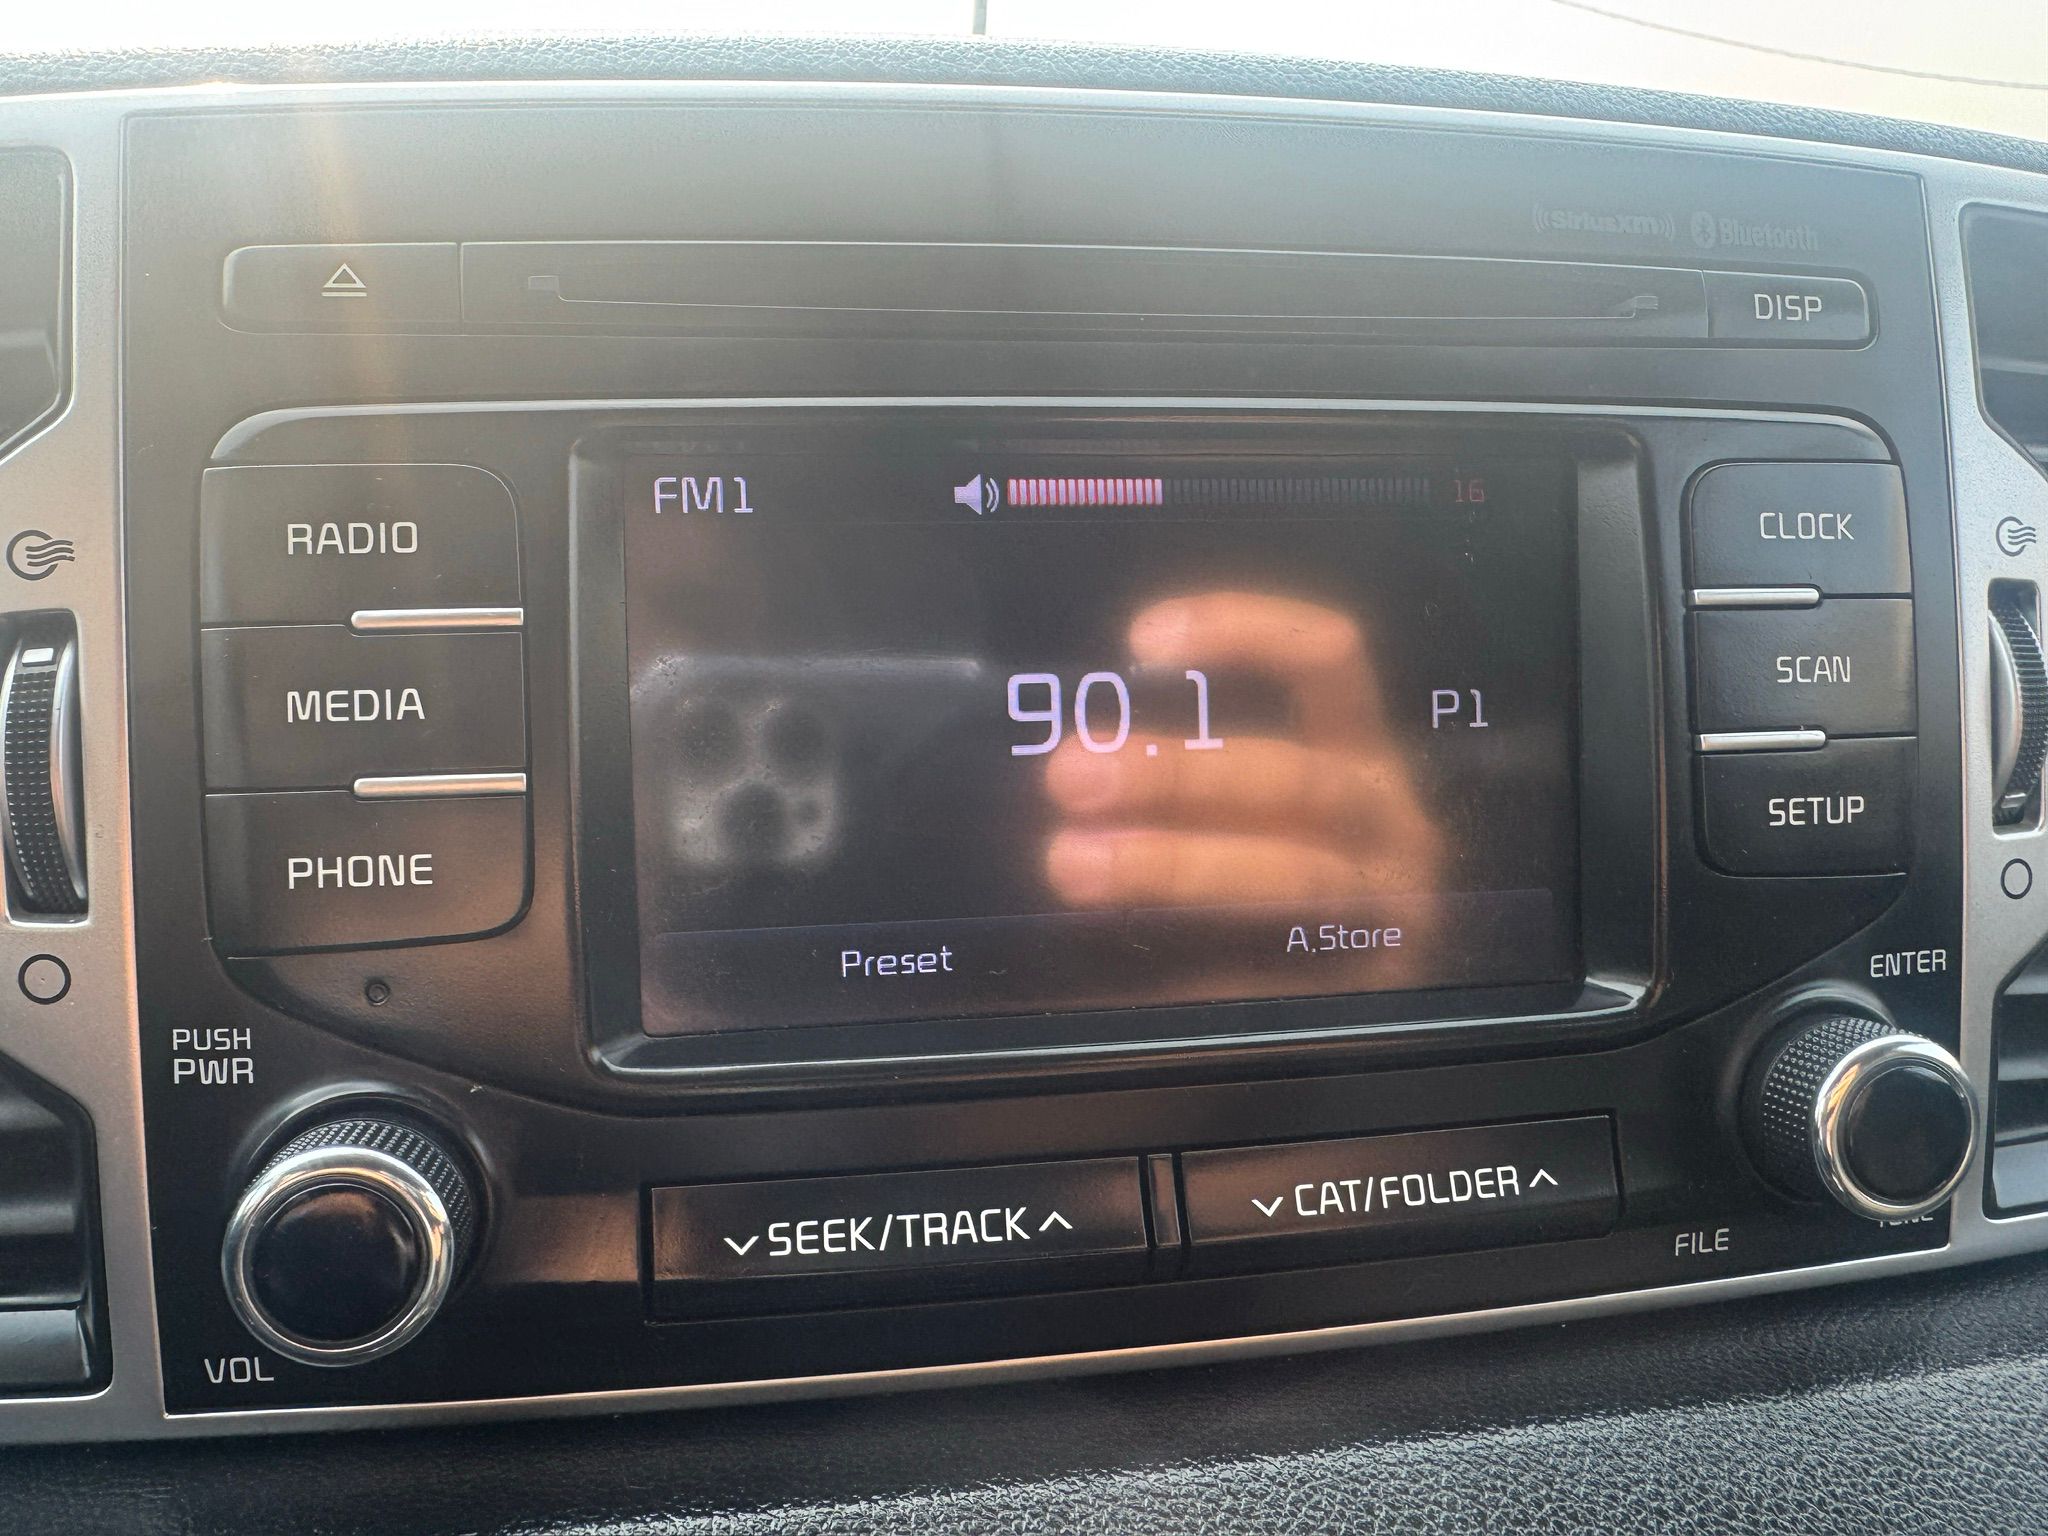 SiriusXM Bluetooth
DISP
FM1 16
RADIO
CLOCK
MEDIA
90.1 P1
SCAN
PHONE
SETUP
Preset A.Store
ENTER
PUSH
PWR
SEEK/TRACK
CAT/FOLDER
FILE
TUNE
VOL